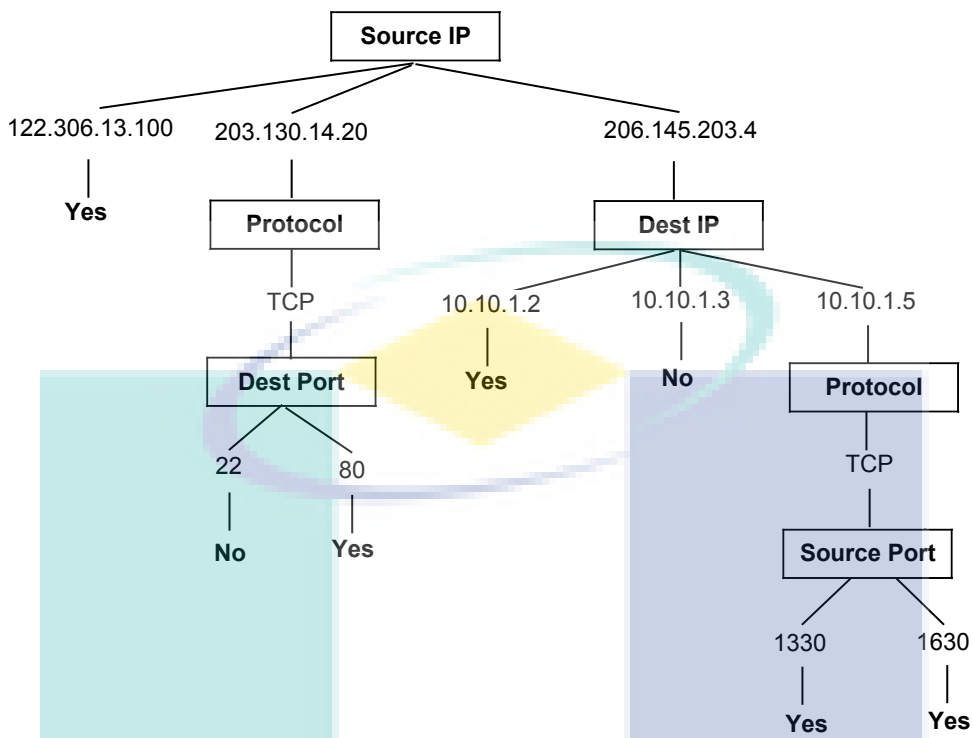 Source IP
122.306.13.100 203.130.14.20 206.145.203.4
Yes
Protocol Dest IP
TCP 10.10.1.2 10.10.1.3 10.10.1.5
Dest Port Yes No Protocol
22 80 TCP
No Yes Source Port
1330 1630
Yes Yes